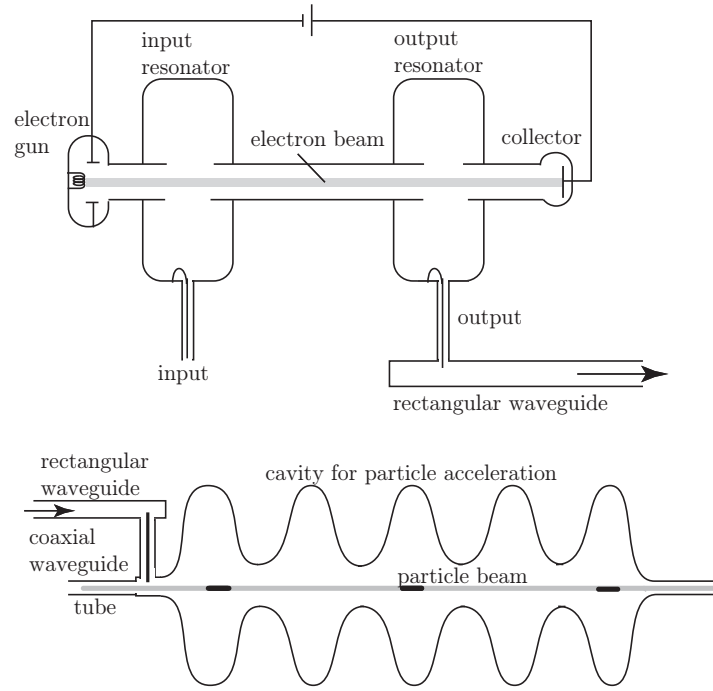 input
resonator
output
resonator
electron
gun
electron beam
collector
output
input
rectangular waveguide
rectangular
waveguide
cavity for particle acceleration
coaxial
waveguide
particle beam
tube